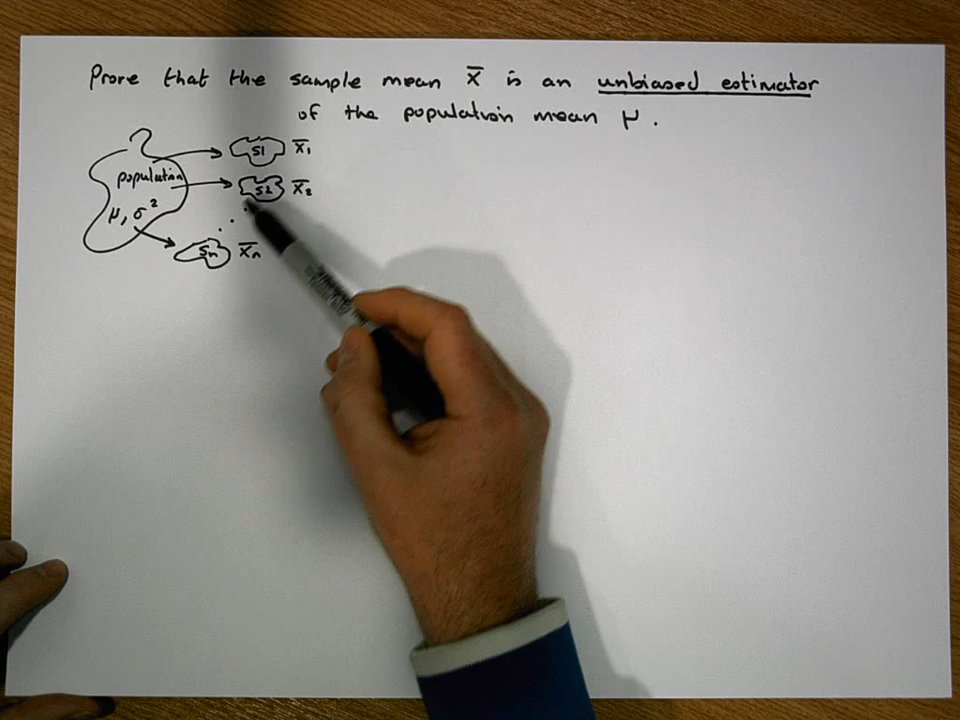 Prove that the sample mean x̄ is an unbiased estimator
of the population mean μ.
S1 x̄₁
population
S2 x̄₂
μ, σ²
Sn x̄ₙ